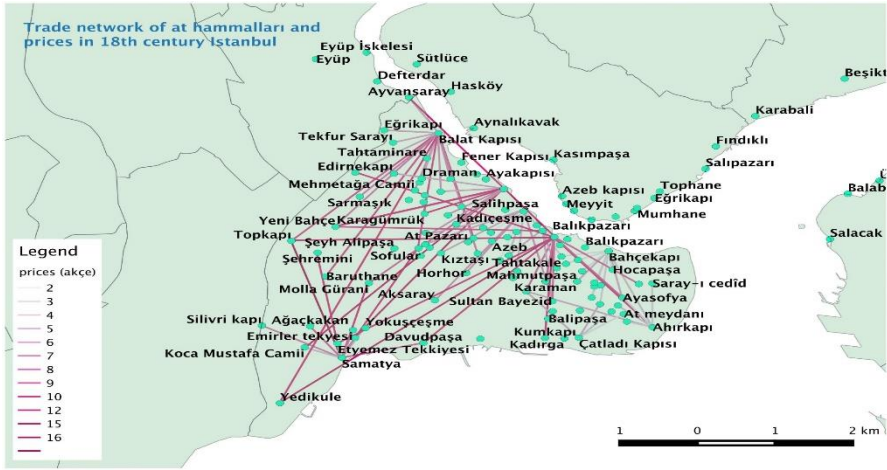 Trade network of at hammalları and
prices in 18th century Istanbul
Eyüp İskelesi
Eyüp
Sütlüce
Defterdar
Hasköy
Ayvansaray
Beşikt
Karabali
Eğrikapı
Aynalıkavak
Tekfur Sarayı
Balat Kapısı
Tahtaminare
Fındıklı
Edirnekapı
Fener Kapısı
Kasımpaşa
Salıpazarı
Draman
Ayakapısı
Mehmetağa Camii
Tophane
Azeb kapısı
Eğrikapı
Balab
Sarmaşık
Meyyit
Mumhane
Salihpaşa
Yeni Bahçe
Karagümrük
Kadıçeşme
Balıkpazarı
Salacak
Topkapı
At Pazarı
Şeyh Alipaşa
Azeb
Balıkpazarı
Sofular
Kıztaşı
Bahçekapı
Şehremini
Tahtakale
Hocapaşa
Baruthane
Horhor
Mahmutpaşa
Saray-ı cedîd
Molla Gürani
Karaman
Aksaray
Sultan Bayezid
Ayasofya
Silivri kapı
Ağaçkakan
Balipaşa
At meydanı
Yokuşçeşme
Kumkapı
Ahırkapı
Emirler tekyesi
Davudpaşa
Kadırga
Çatladı Kapısı
Koca Mustafa Camii
Etyemez Tekkiyesi
Samatya
Yedikule
Legend
prices (akçe)
2
3
4
5
6
7
8
9
10
12
15
16
1 0 1 2 km